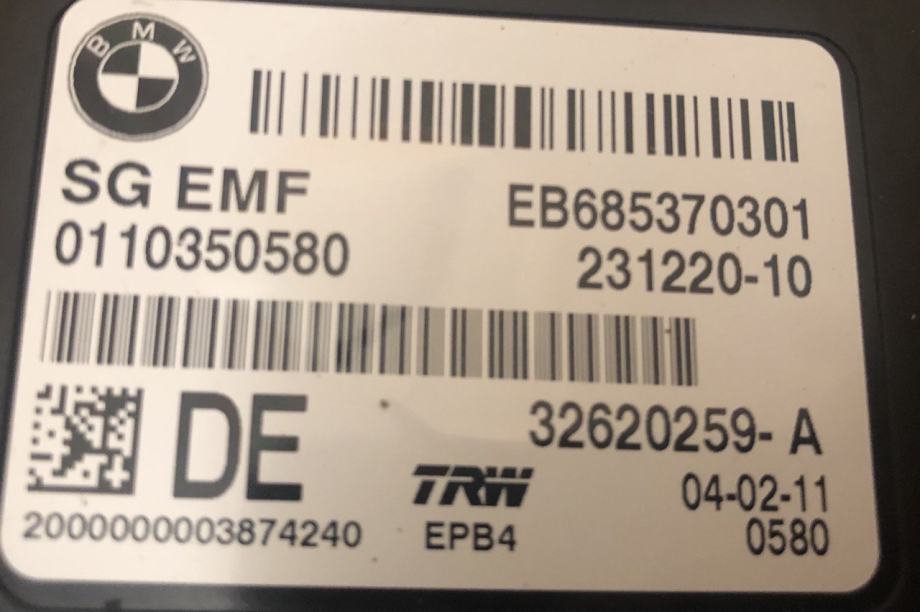 BMW
SG EMF
EB685370301
0110350580
231220-10
DE
32620259- A
TRW
04-02-11
2000000003874240
EPB4
0580